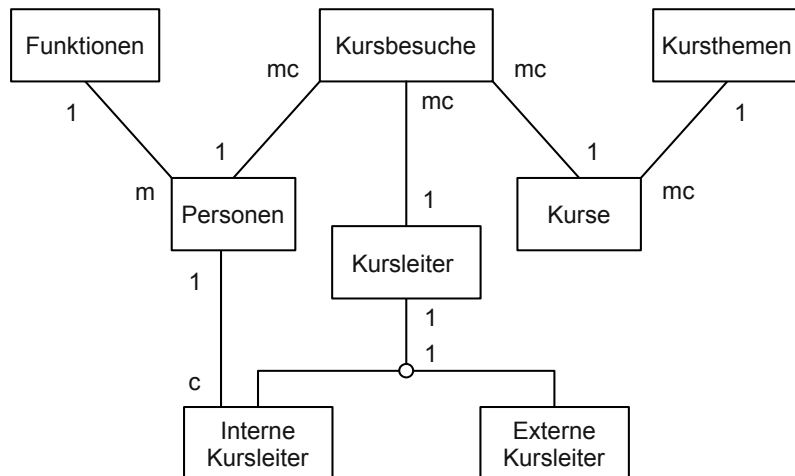 Funktionen
Kursbesuche
Kursthemen
mc
mc
mc
1
1
1
1
m
mc
Personen
Kurse
1
Kursleiter
1
1
1
c
Interne
Kursleiter
Externe
Kursleiter